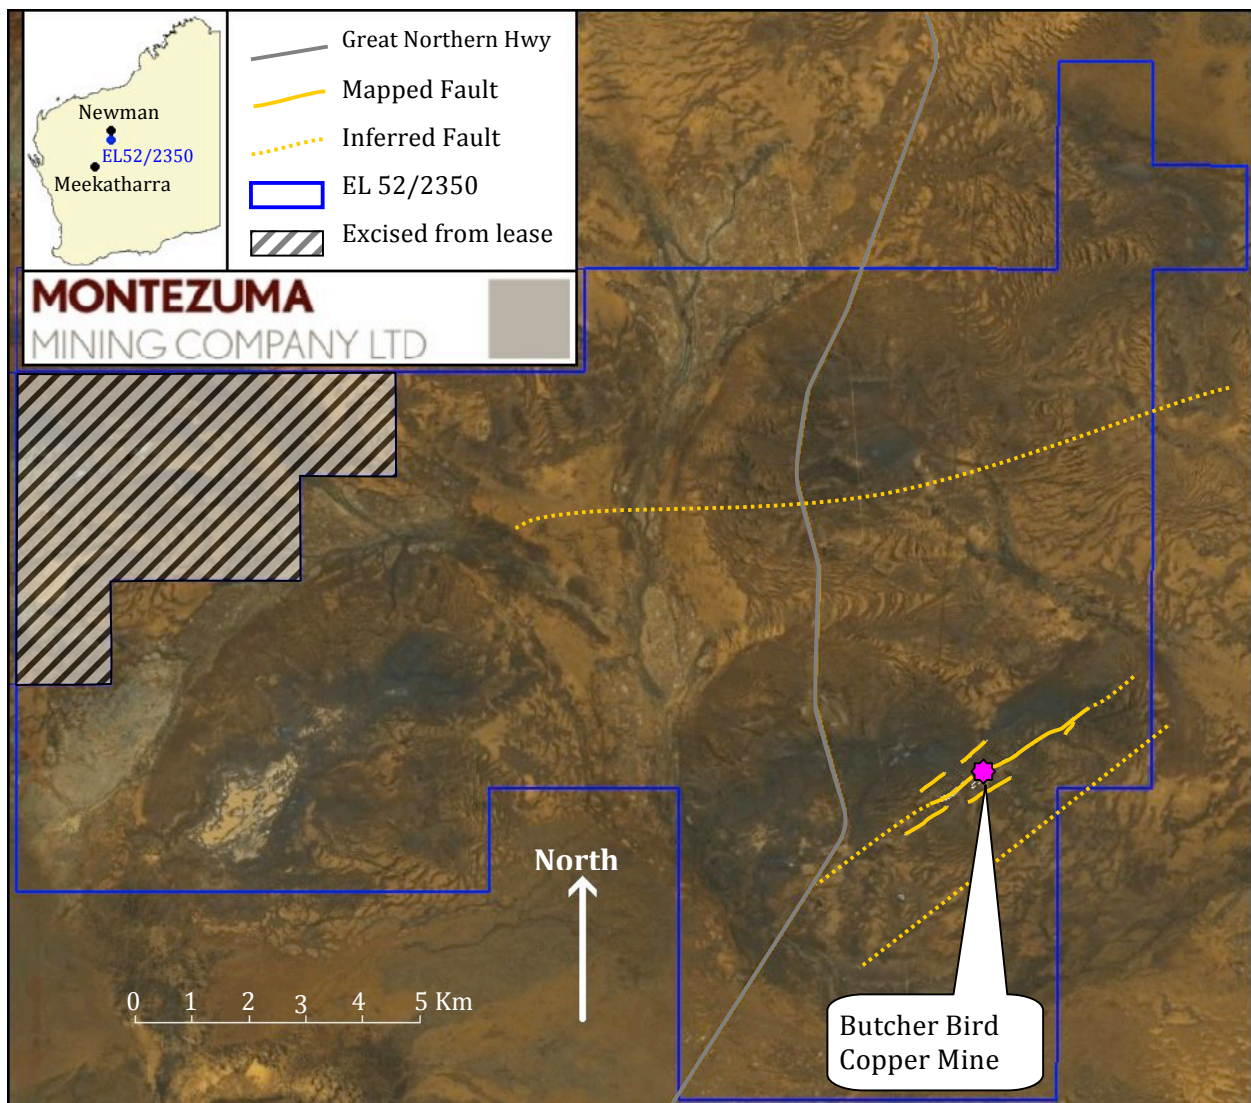 Newman
EL52/2350
Meekatharra
Great Northern Hwy
Mapped Fault
Inferred Fault
EL 52/2350
Excised from lease
MONTEZUMA
MINING COMPANY LTD
North
0 1 2 3 4 5 Km
Butcher Bird
Copper Mine